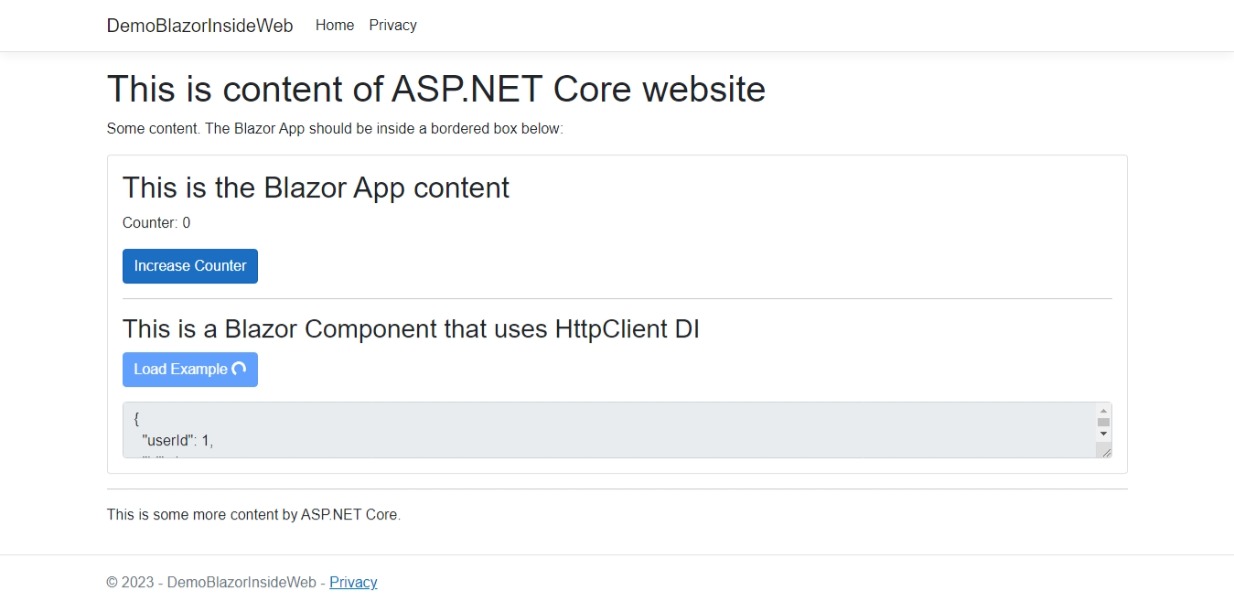 DemoBlazorInsideWeb Home Privacy
This is content of ASP.NET Core website
Some content. The Blazor App should be inside a bordered box below:
This is the Blazor App content
Counter: 0
Increase Counter
This is a Blazor Component that uses HttpClient DI
Load Example
{
"userId": 1,
This is some more content by ASP.NET Core.
© 2023 - DemoBlazorInsideWeb - Privacy